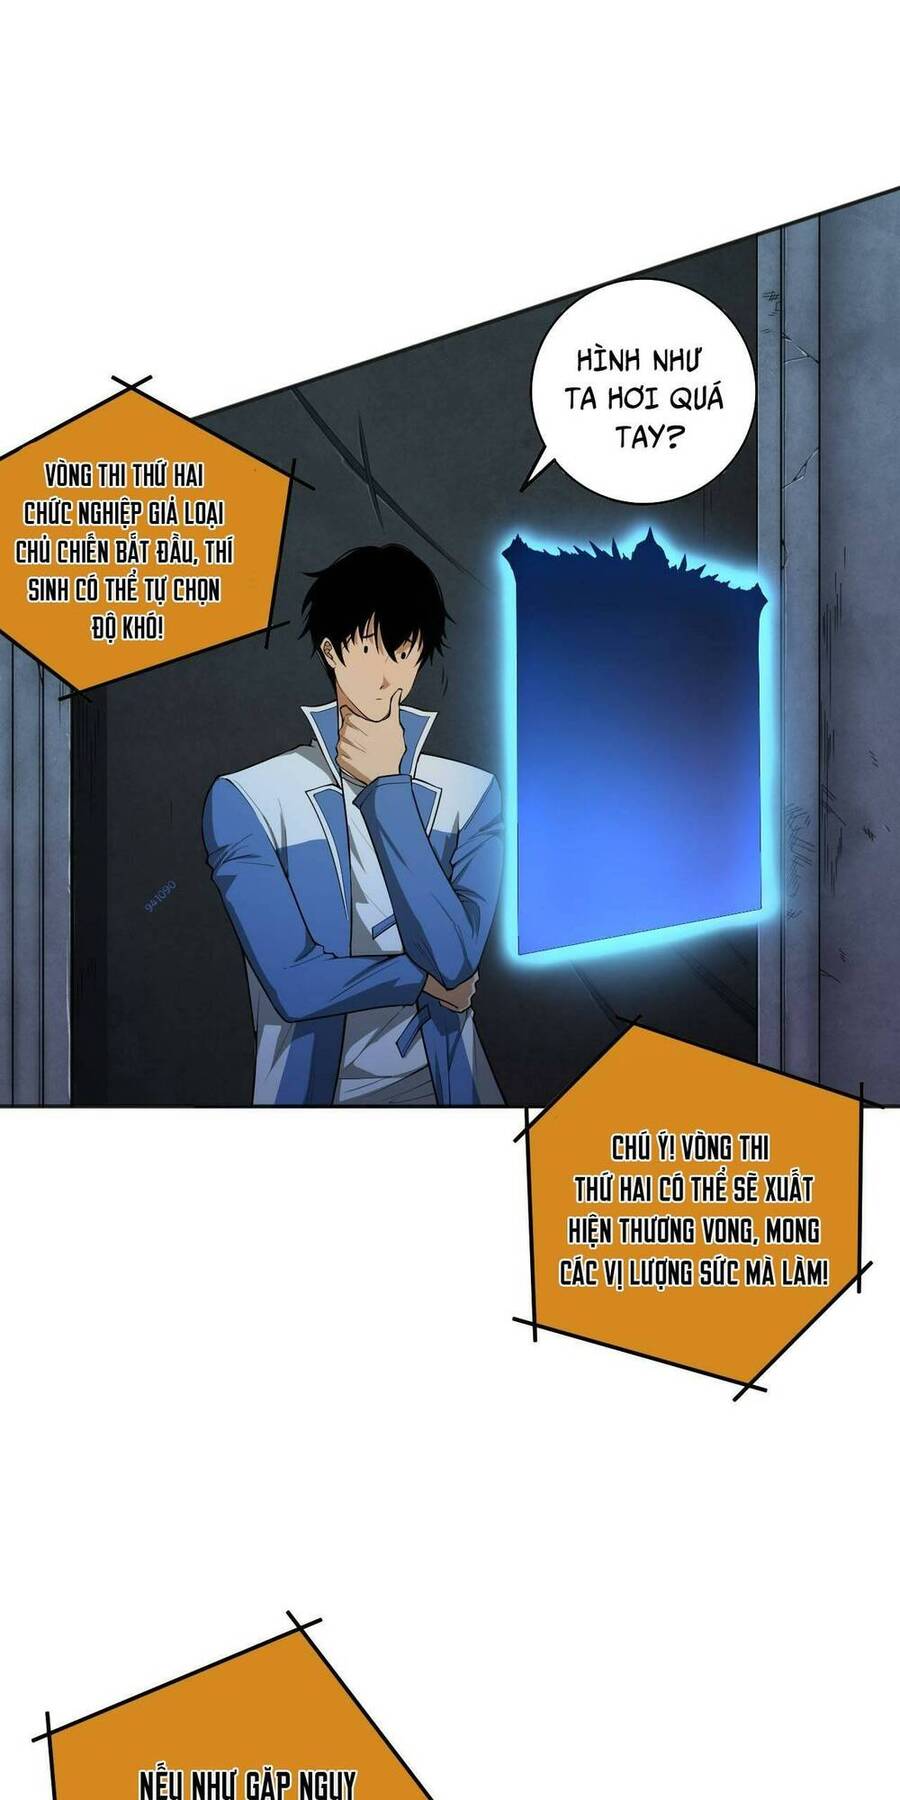 HÌNH NHƯ
TA HƠI QUÁ
TAY?
VÒNG THI THỨ HAI
CHỨC NGHIỆP GIẢ LOẠI
CHỦ CHIẾN BẮT ĐẦU, THÍ
SINH CÓ THỂ TỰ CHỌN
ĐỘ KHÓ!
941090
CHÚ Ý! VÒNG THI
THỨ HAI CÓ THỂ SẼ XUẤT
HIỆN THƯƠNG VONG, MONG
CÁC VỊ LƯỢNG SỨC MÀ LÀM!
NẾU NHƯ GẶP NGUY